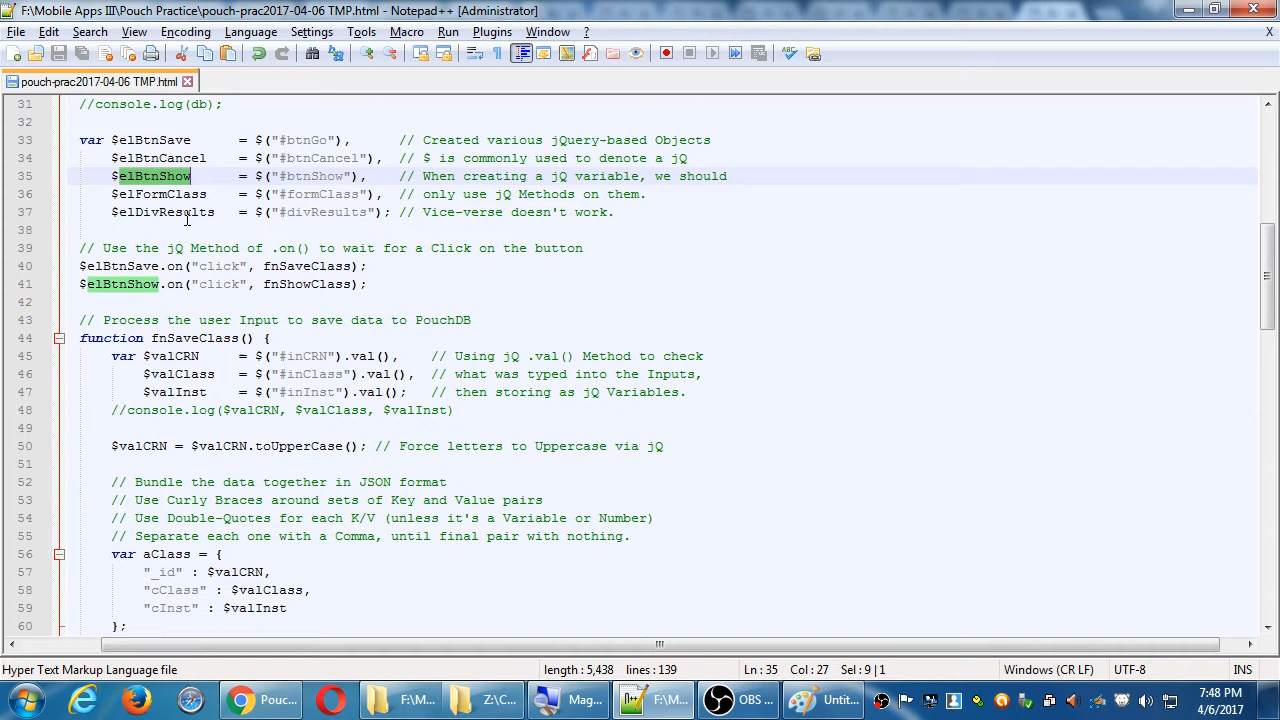 F:\Mobile Apps III\Pouch Practice\pouch-prac2017-04-06 TMP.html - Notepad++ [Administrator]
File Edit Search View Encoding Language Settings Tools Macro Run Plugins Window ? X
pouch-prac2017-04-06 TMP.html
31 //console.log(db);
32
33 var $elBtnSave = $("#btnGo"), // Created various jQuery-based Objects
34 $elBtnCancel = $("#btnCancel"), // $ is commonly used to denote a jQ
35 $elBtnShow = $("#btnShow"), // When creating a jQ variable, we should
36 $elFormClass = $("#formClass"), // only use jQ Methods on them.
37 $elDivResults = $("#divResults"); // Vice-verse doesn't work.
38
39 // Use the jQ Method of .on() to wait for a Click on the button
40 $elBtnSave.on("click", fnSaveClass);
41 $elBtnShow.on("click", fnShowClass);
42
43 // Process the user Input to save data to PouchDB
44 function fnSaveClass() {
45 var $valCRN = $("#inCRN").val(), // Using jQ .val() Method to check
46 $valClass = $("#inClass").val(), // what was typed into the Inputs,
47 $valInst = $("#inInst").val(); // then storing as jQ Variables.
48 //console.log($valCRN, $valClass, $valInst)
49
50 $valCRN = $valCRN.toUpperCase(); // Force letters to Uppercase via jQ
51
52 // Bundle the data together in JSON format
53 // Use Curly Braces around sets of Key and Value pairs
54 // Use Double-Quotes for each K/V (unless it's a Variable or Number)
55 // Separate each one with a Comma, until final pair with nothing.
56 var aClass = {
57 "_id" : $valCRN,
58 "cClass" : $valClass,
59 "cInst" : $valInst
60 };
Hyper Text Markup Language file length : 5,438 lines : 139 Ln : 35 Col : 27 Sel : 9 | 1 Windows (CR LF) UTF-8 INS
Pouc... F:\M... Z:\C... Mag... F:\M... OBS ... Untit... 7:48 PM
4/6/2017